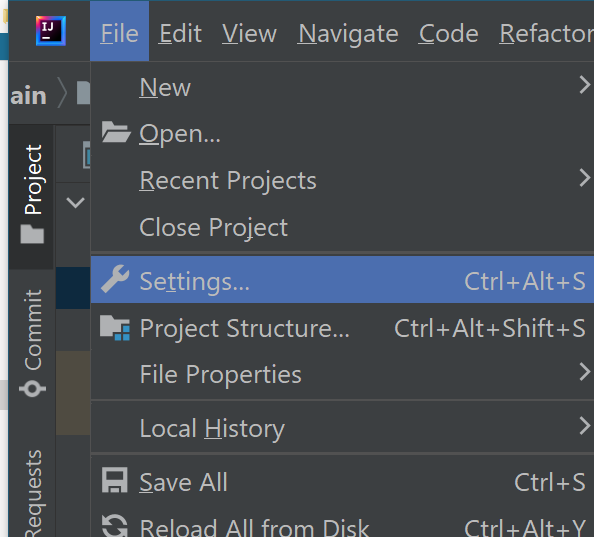 IJ
File Edit View Navigate Code Refactor
ain
New
Open...
Recent Projects
Close Project
Settings... Ctrl+Alt+S
Project Structure... Ctrl+Alt+Shift+S
File Properties
Local History
Save All Ctrl+S
Reload All from Disk Ctrl+Alt+Y
Project
Commit
Requests